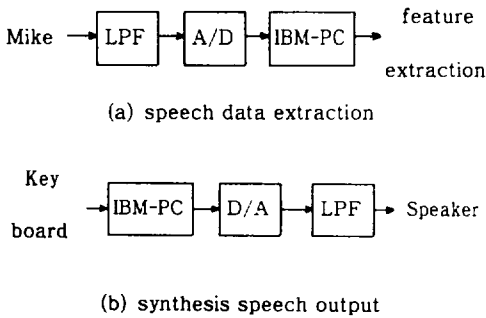 feature
Mike LPF A/D IBM-PC
extraction
(a) speech data extraction
Key
IBM-PC D/A LPF Speaker
board
(b) synthesis speech output